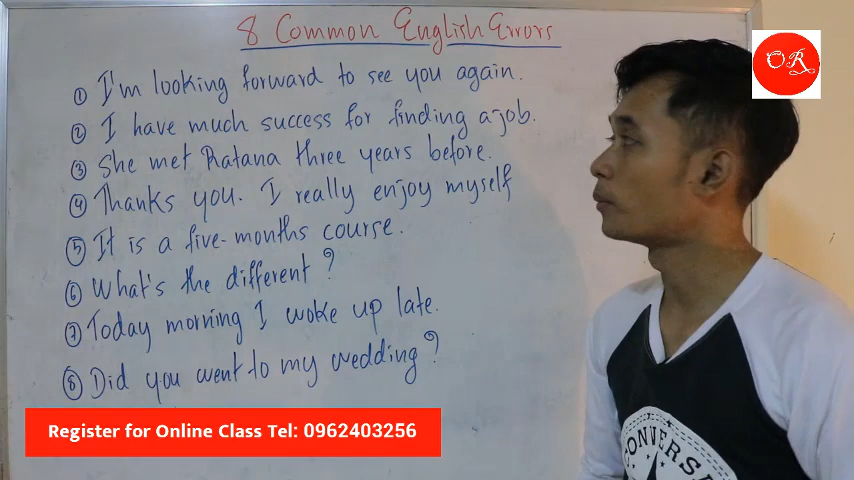 8 Common English Errors
OR
① I'm looking forward to see you again.
② I have much success for finding a job.
③ She met Ratana three years before.
④ Thanks you. I really enjoy myself
⑤ It is a five-months course.
⑥ What's the different?
⑦ Today morning I woke up late.
⑧ Did you went to my wedding?
Register for Online Class Tel: 0962403256
CONVERS